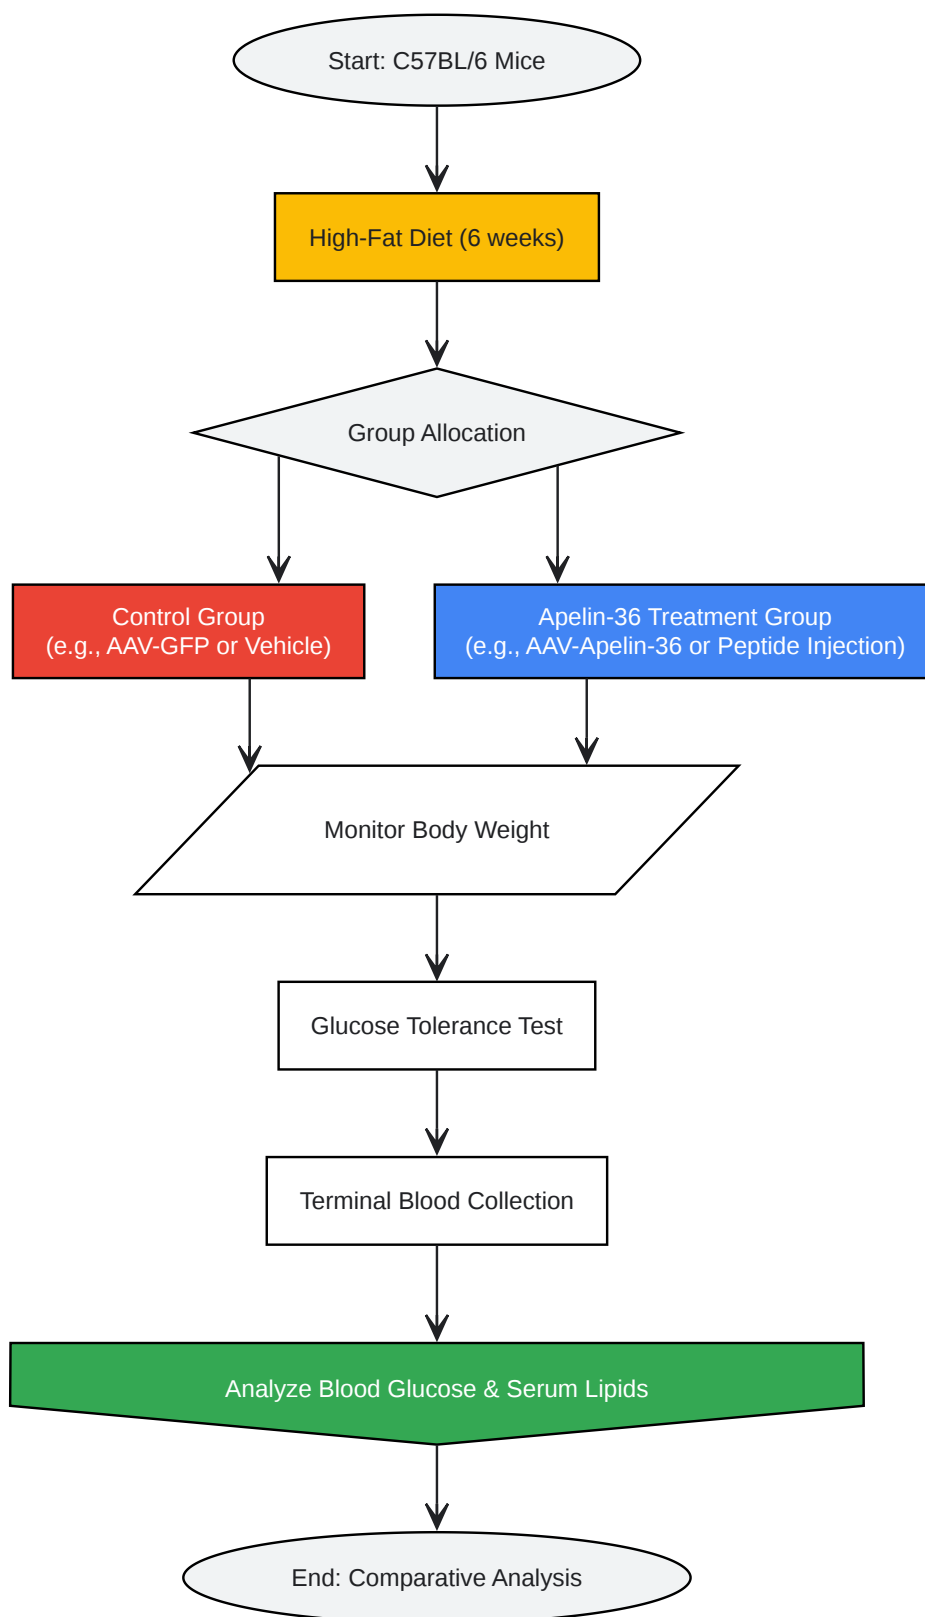 Start: C57BL/6 Mice
High-Fat Diet (6 weeks)
Group Allocation
Control Group
(e.g., AAV-GFP or Vehicle)
Apelin-36 Treatment Group
(e.g., AAV-Apelin-36 or Peptide Injection)
Monitor Body Weight
Glucose Tolerance Test
Terminal Blood Collection
Analyze Blood Glucose & Serum Lipids
End: Comparative Analysis